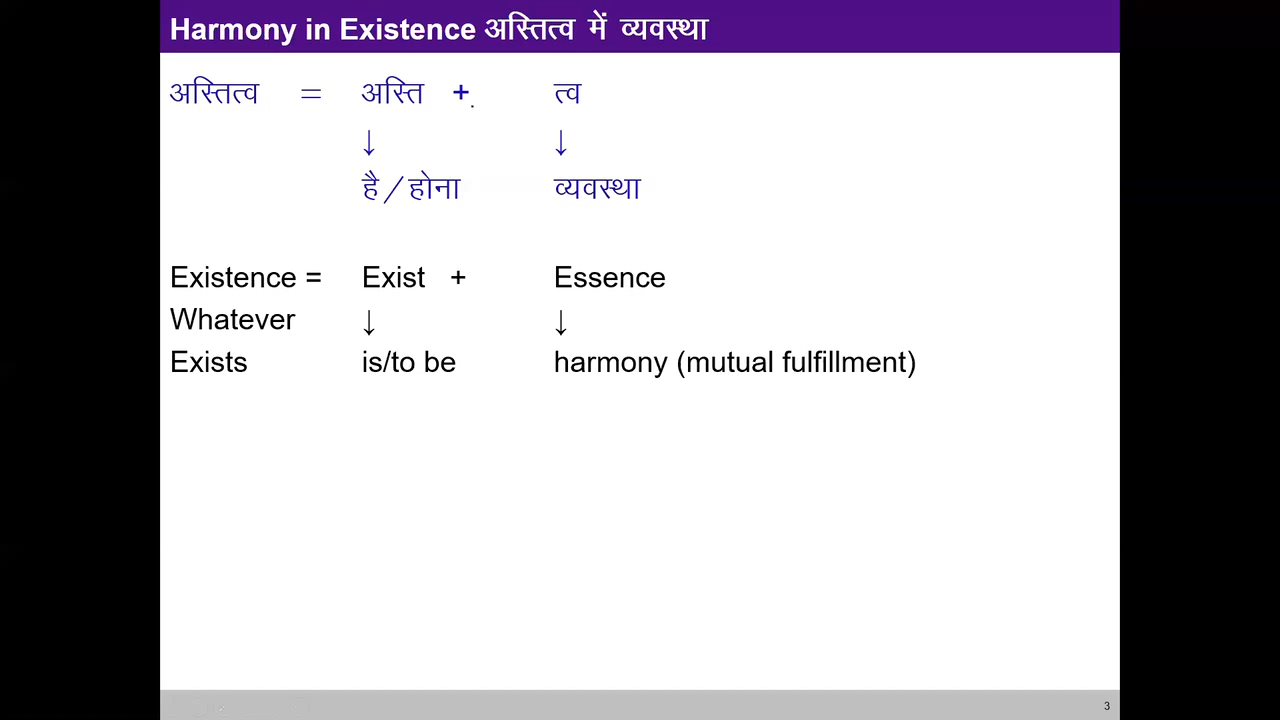 Harmony in Existence अस्तित्व में व्यवस्था
अस्तित्व = अस्ति + त्व
↓ ↓
है/होना व्यवस्था
Existence = Exist + Essence
Whatever ↓ ↓
Exists is/to be harmony (mutual fulfillment)
3